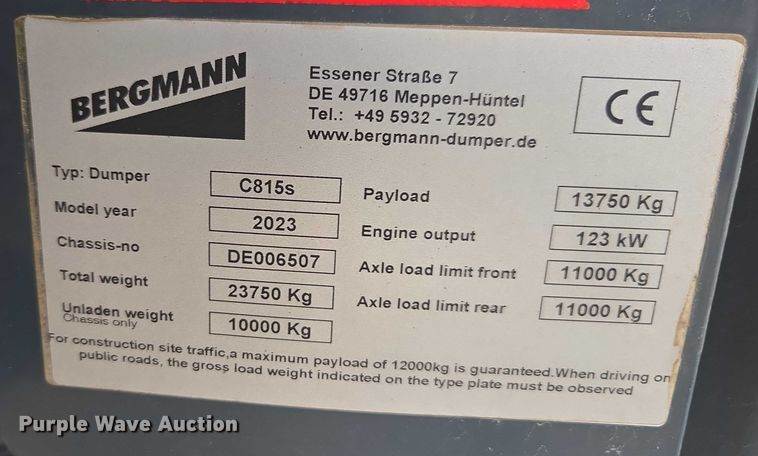 BERGMANN
Essener Straße 7
DE 49716 Meppen-Hüntel
Tel.: +49 5932 - 72920
www.bergmann-dumper.de
CE
Typ: Dumper C815s
Model year 2023
Chassis-no DE006507
Total weight 23750 Kg
Unladen weight 10000 Kg
Chassis only
Payload 13750 Kg
Engine output 123 kW
Axle load limit front 11000 Kg
Axle load limit rear 11000 Kg
For construction site traffic,a maximum payload of 12000kg is guaranteed.When driving on
public roads, the gross load weight indicated on the type plate must be observed
Purple Wave Auction